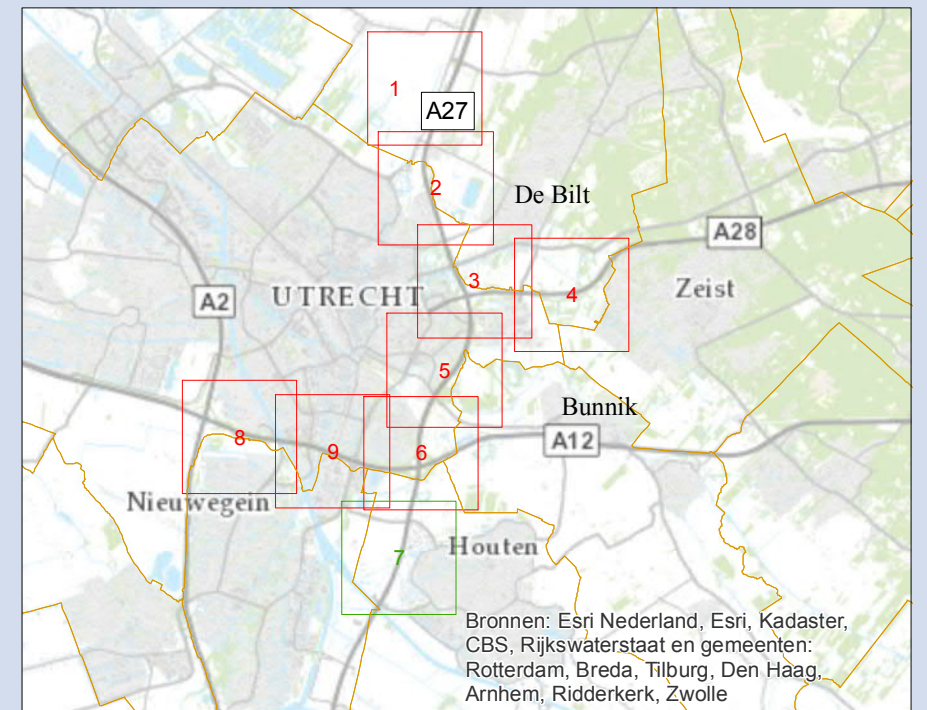 1
A27
2
De Bilt
A28
3
4
Zeist
A2
UTRECHT
5
Bunnik
8
9
6
A12
Nieuwegein
7
Houten
Bronnen: Esri Nederland, Esri, Kadaster,
CBS, Rijkswaterstaat en gemeenten:
Rotterdam, Breda, Tilburg, Den Haag,
Arnhem, Ridderkerk, Zwolle